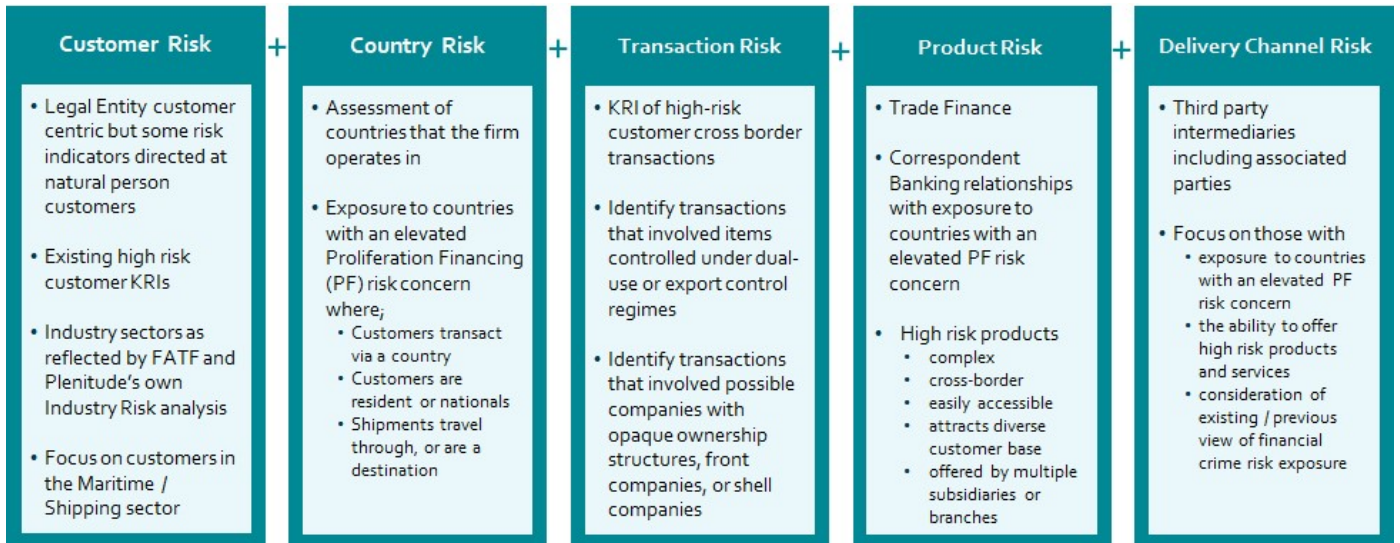 Customer Risk
• Legal Entity customer
centric but some risk
indicators directed at
natural person
customers
• Existing high risk
customer KRIs
• Industry sectors as
reflected by FATF and
Plenitude's own
Industry Risk analysis
• Focus on customers in
the Maritime /
Shipping sector
+
Country Risk
• Assessment of
countries that the firm
operates in
• Exposure to countries
with an elevated
Proliferation Financing
(PF) risk concern
where;
• Customers transact
via a country
• Customers are
resident or nationals
• Shipments travel
through, or are a
destination
+
Transaction Risk
• KRI of high-risk
customer cross border
transactions
• Identify transactions
that involved items
controlled under dual-
use or export control
regimes
• Identify transactions
that involved possible
companies with
opaque ownership
structures, front
companies, or shell
companies
+
Product Risk
• Trade Finance
• Correspondent
Banking relationships
with exposure to
countries with an
elevated PF risk
concern
• High risk products
• complex
• cross-border
• easily accessible
• attracts diverse
customer base
• offered by multiple
subsidiaries or
branches
+
Delivery Channel Risk
• Third party
intermediaries
including associated
parties
• Focus on those with
• exposure to countries
with an elevated PF
risk concern
• the ability to offer
high risk products
and services
• consideration of
existing / previous
view of financial
crime risk exposure